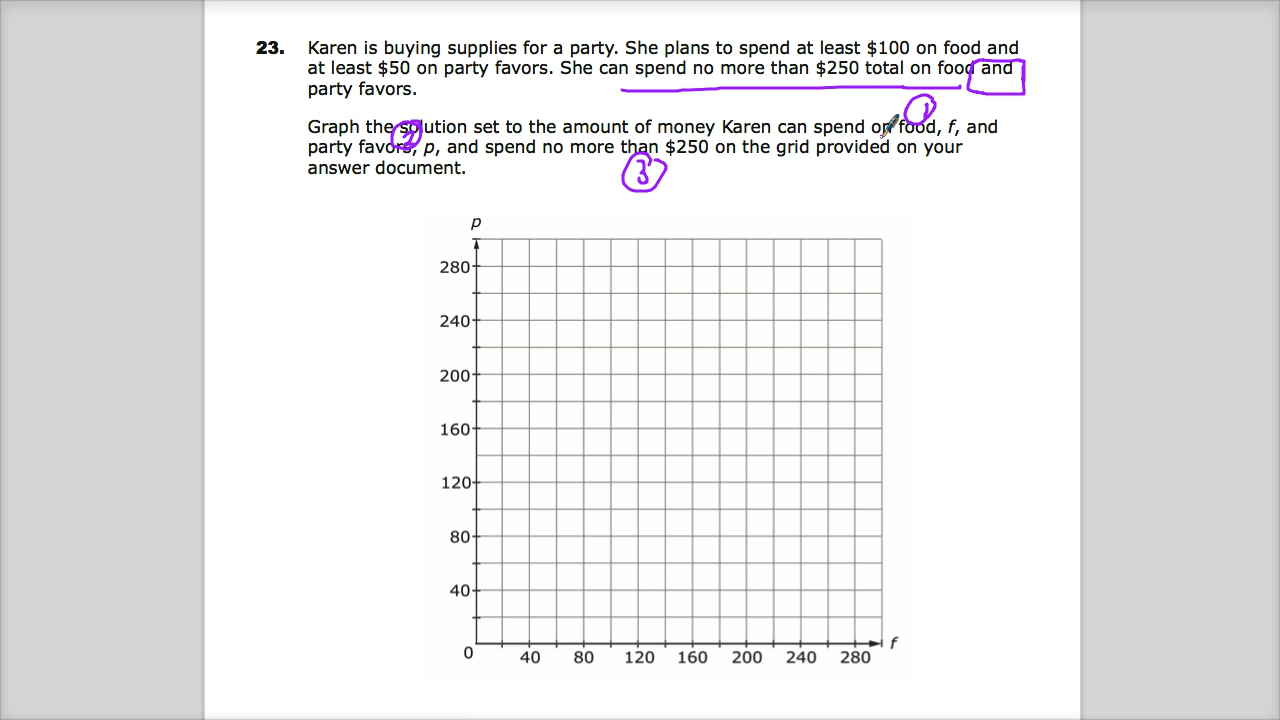 23. Karen is buying supplies for a party. She plans to spend at least $100 on food and
at least $50 on party favors. She can spend no more than $250 total on food and
party favors.
1
Graph the solution set to the amount of money Karen can spend on food, f, and
2
party favors, p, and spend no more than $250 on the grid provided on your
answer document.
3
p
280
240
200
160
120
80
40
0 40 80 120 160 200 240 280 f